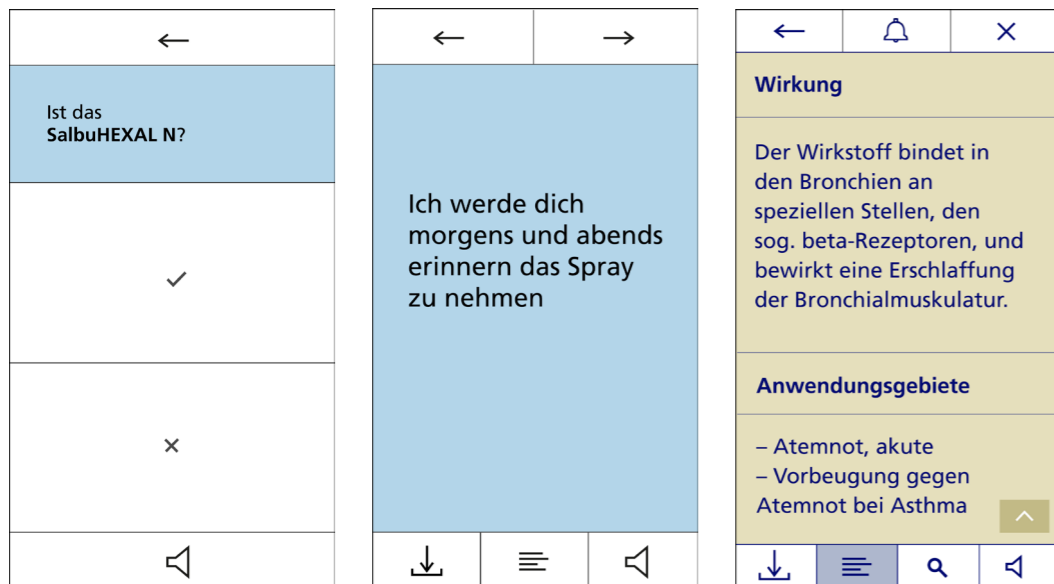 Ist das
SalbuHEXAL N?
Ich werde dich
morgens und abends
erinnern das Spray
zu nehmen
Wirkung
Der Wirkstoff bindet in
den Bronchien an
speziellen Stellen, den
sog. beta-Rezeptoren, und
bewirkt eine Erschlaffung
der Bronchialmuskulatur.
Anwendungsgebiete
– Atemnot, akute
– Vorbeugung gegen
Atemnot bei Asthma